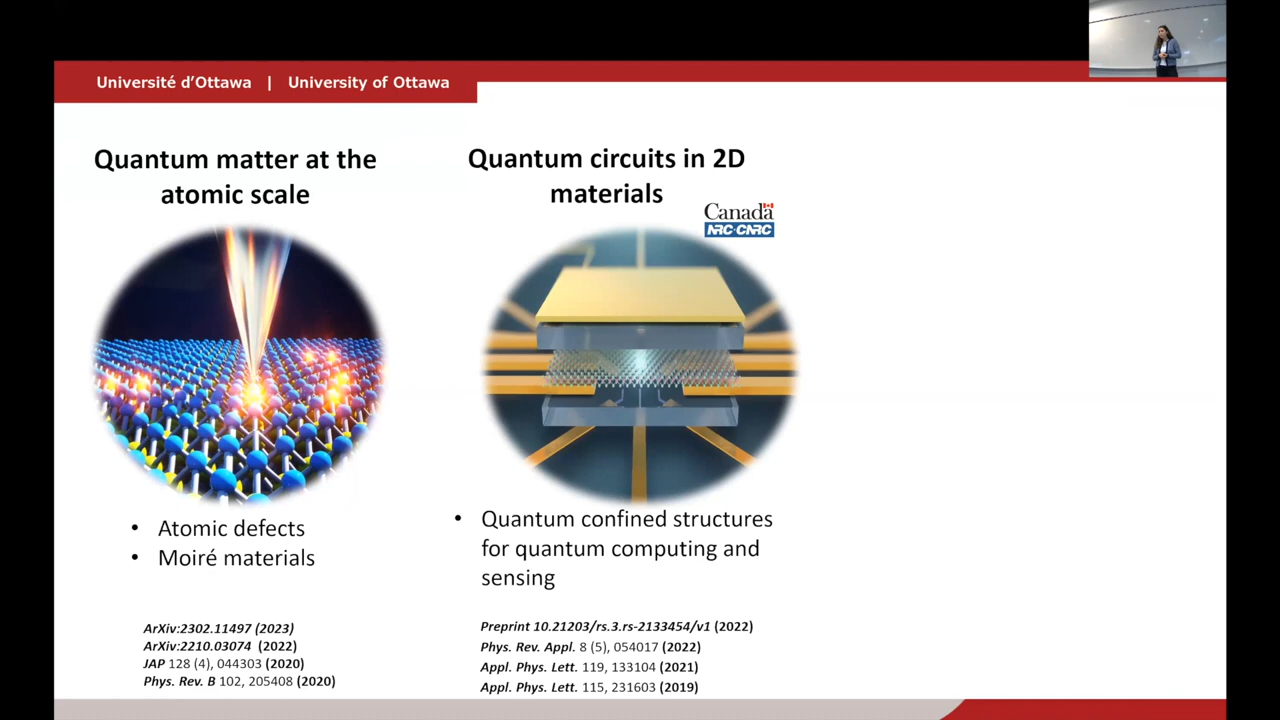 Université d'Ottawa | University of Ottawa
Quantum matter at the
atomic scale
Quantum circuits in 2D
materials
Canada
NRC·CNRC
• Atomic defects
• Moiré materials
• Quantum confined structures
for quantum computing and
sensing
ArXiv:2302.11497 (2023)
ArXiv:2210.03074 (2022)
JAP 128 (4), 044303 (2020)
Phys. Rev. B 102, 205408 (2020)
Preprint 10.21203/rs.3.rs-2133454/v1 (2022)
Phys. Rev. Appl. 8 (5), 054017 (2022)
Appl. Phys. Lett. 119, 133104 (2021)
Appl. Phys. Lett. 115, 231603 (2019)